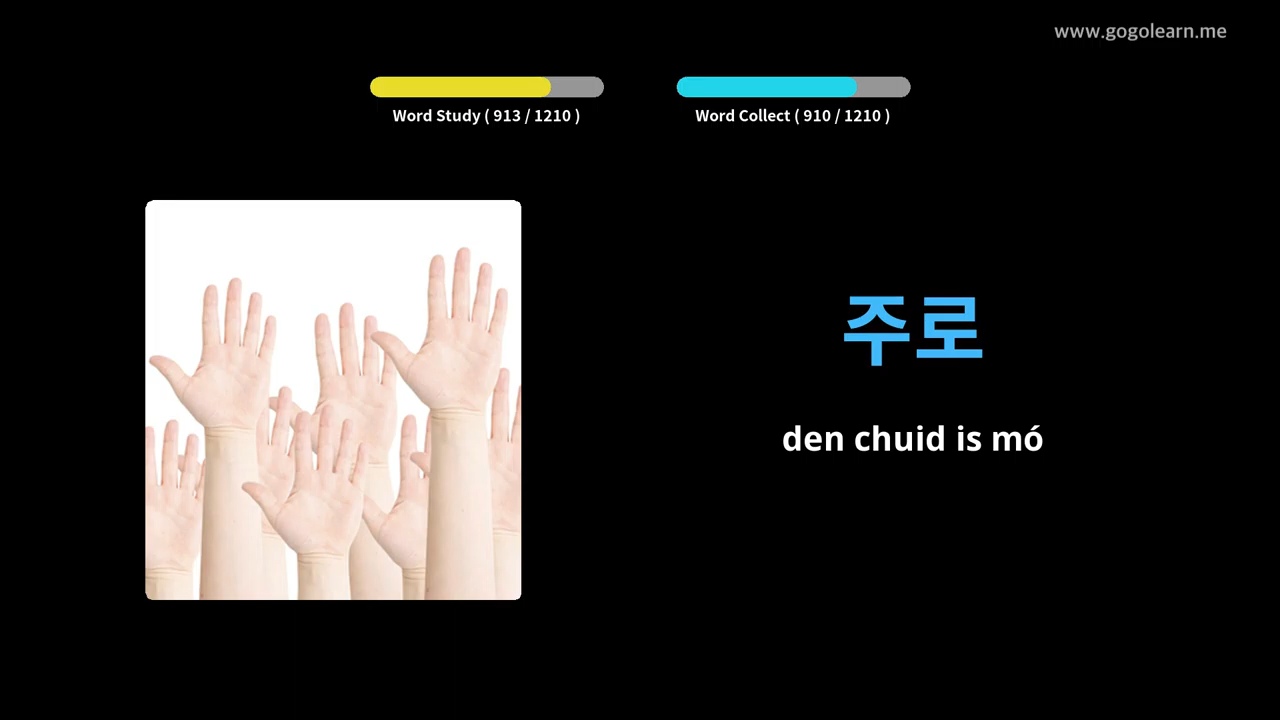 www.gogolearn.me
Word Study ( 913 / 1210 )
Word Collect ( 910 / 1210 )
주로
den chuid is mó